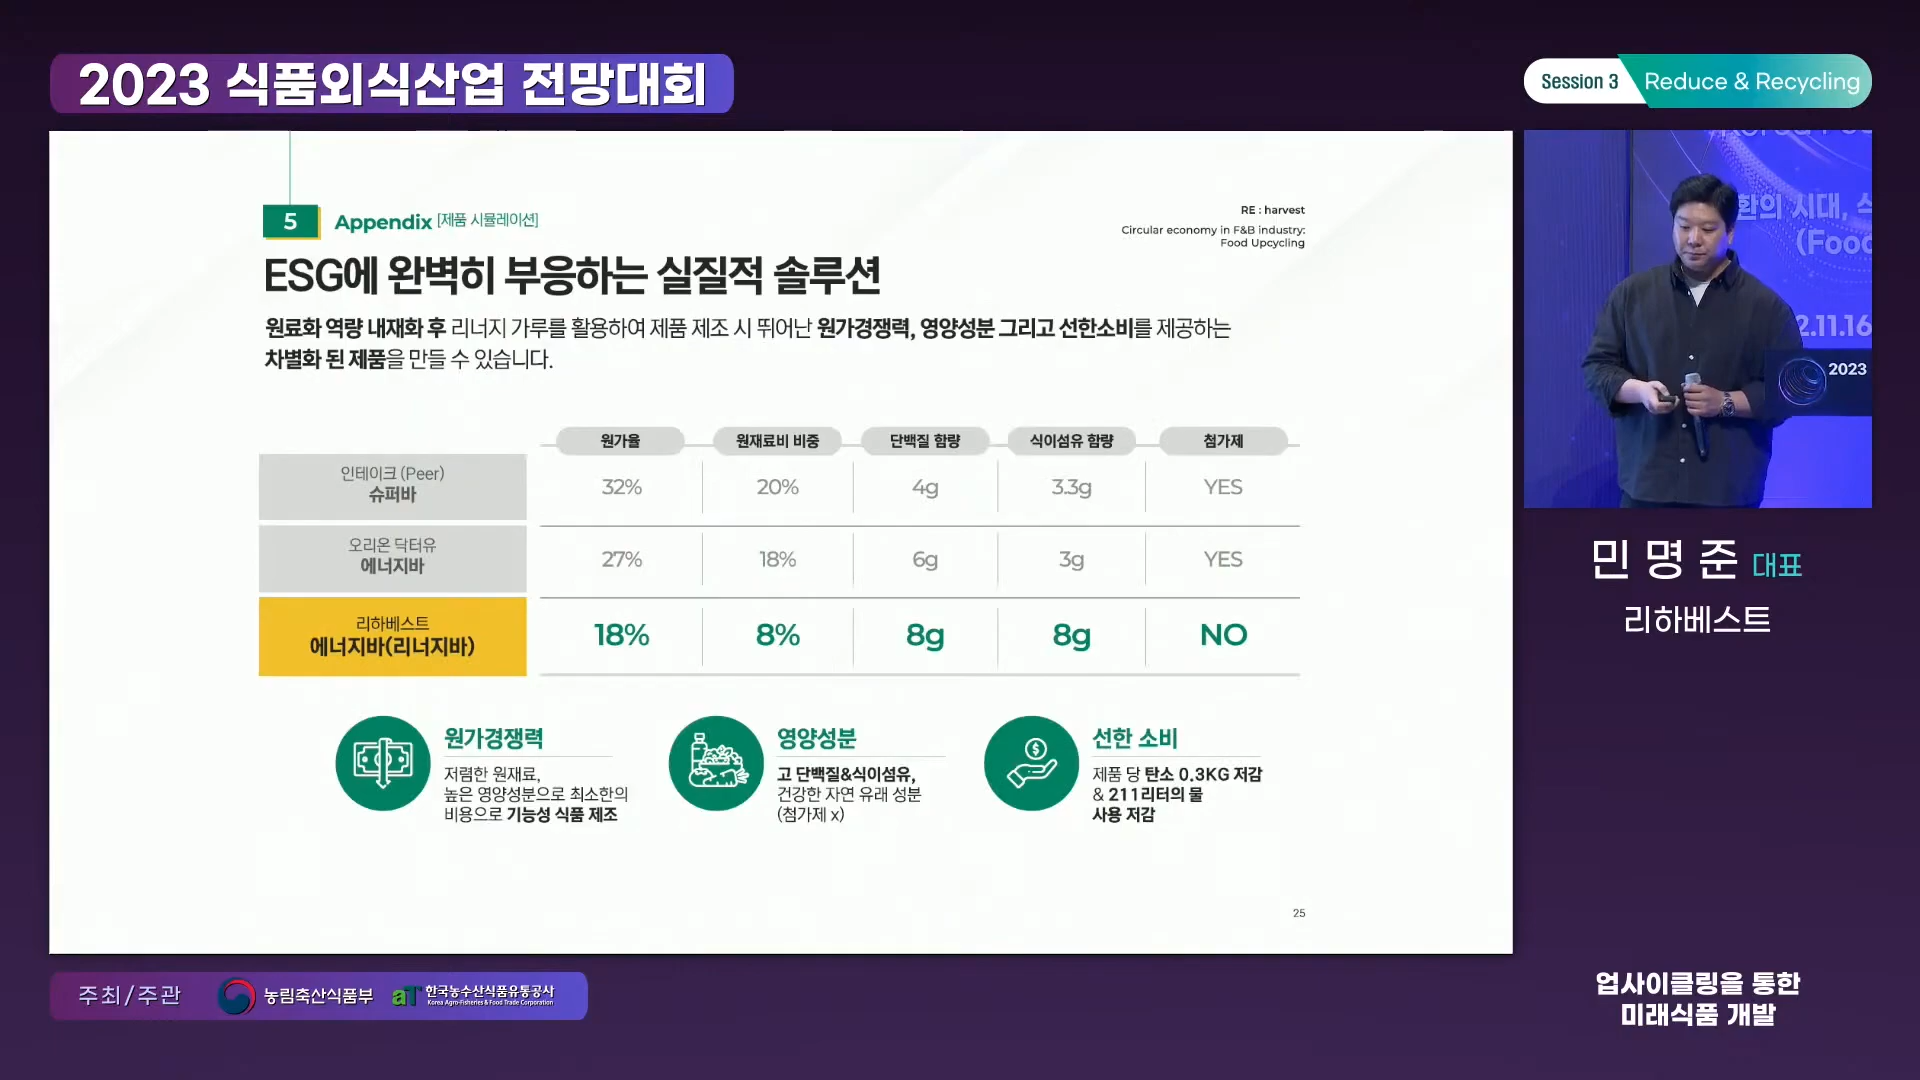 2023 식품외식산업 전망대회
Session 3 Reduce & Recycling
5 Appendix [제품 시뮬레이션]
RE : harvest
Circular economy in F&B industry:
Food Upcycling
ESG에 완벽히 부응하는 실질적 솔루션
원료화 역량 내재화 후 리너지 가루를 활용하여 제품 제조 시 뛰어난 원가경쟁력, 영양성분 그리고 선한소비를 제공하는
차별화 된 제품을 만들 수 있습니다.
원가율 원재료비 비중 단백질 함량 식이섬유 함량 첨가제
인테이크 (Peer)
슈퍼바
32% 20% 4g 3.3g YES
오리온 닥터유
에너지바
27% 18% 6g 3g YES
리하베스트
에너지바(리너지바)
18% 8% 8g 8g NO
원가경쟁력
저렴한 원재료,
높은 영양성분으로 최소한의
비용으로 기능성 식품 제조
영양성분
고 단백질&식이섬유,
건강한 자연 유래 성분
(첨가제 x)
선한 소비
제품 당 탄소 0.3KG 저감
& 211리터의 물
사용 저감
25
환의 시대,
(Food
2.11.16
2023
민명준 대표
리하베스트
업사이클링을 통한
미래식품 개발
주최/주관 농림축산식품부 aT 한국농수산식품유통공사
Korea Agro-Fisheries & Food Trade Corporation